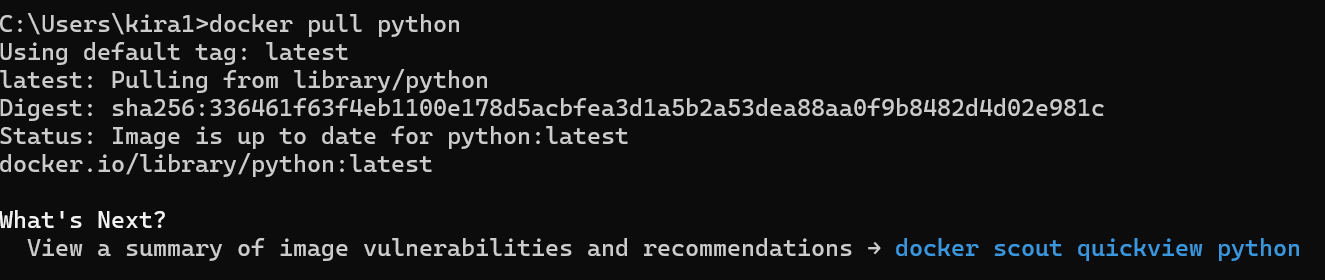 C:\Users\kira1>docker pull python
Using default tag: latest
latest: Pulling from library/python
Digest: sha256:336461f63f4eb1100e178d5acbfea3d1a5b2a53dea88aa0f9b8482d4d02e981c
Status: Image is up to date for python:latest
docker.io/library/python:latest
What's Next?
View a summary of image vulnerabilities and recommendations → docker scout quickview python